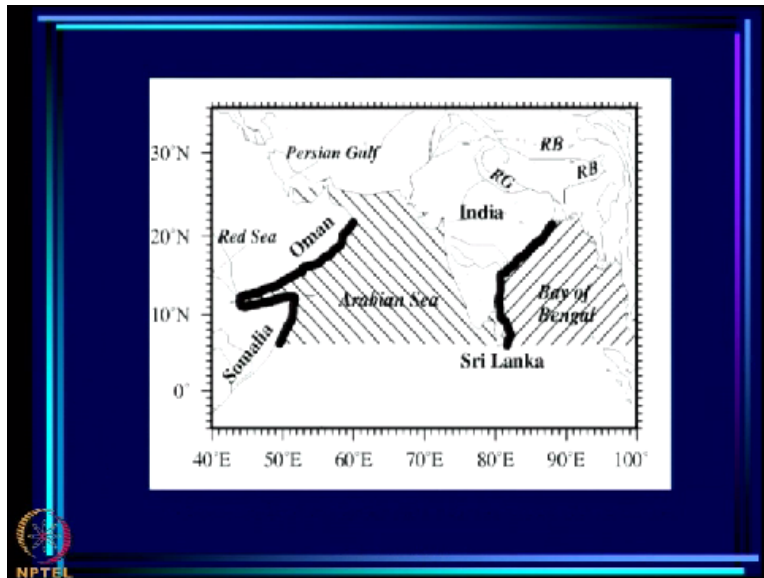 30°N
Persian Gulf
RB
RB
RG
India
20°N
Red Sea
Oman
10°N
Arabian Sea
Bay of
Bengal
Somalia
Sri Lanka
0°
40°E 50°E 60°E 70°E 80°E 90°E 100°
NPTEL